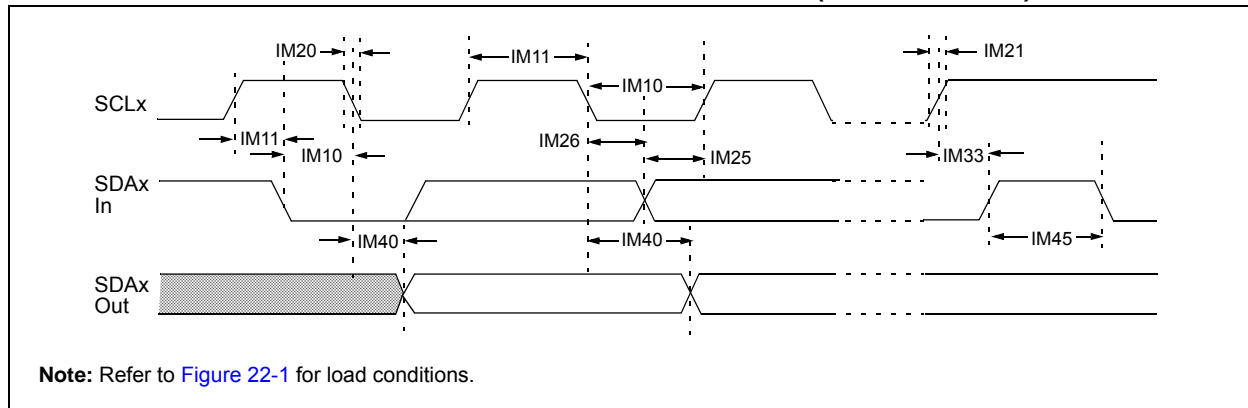 IM20
IM11
IM21
IM10
SCLx
IM11
IM26
IM10
IM25
IM33
SDAx
In
IM40
IM40
IM45
SDAx
Out
Note: Refer to Figure 22-1 for load conditions.